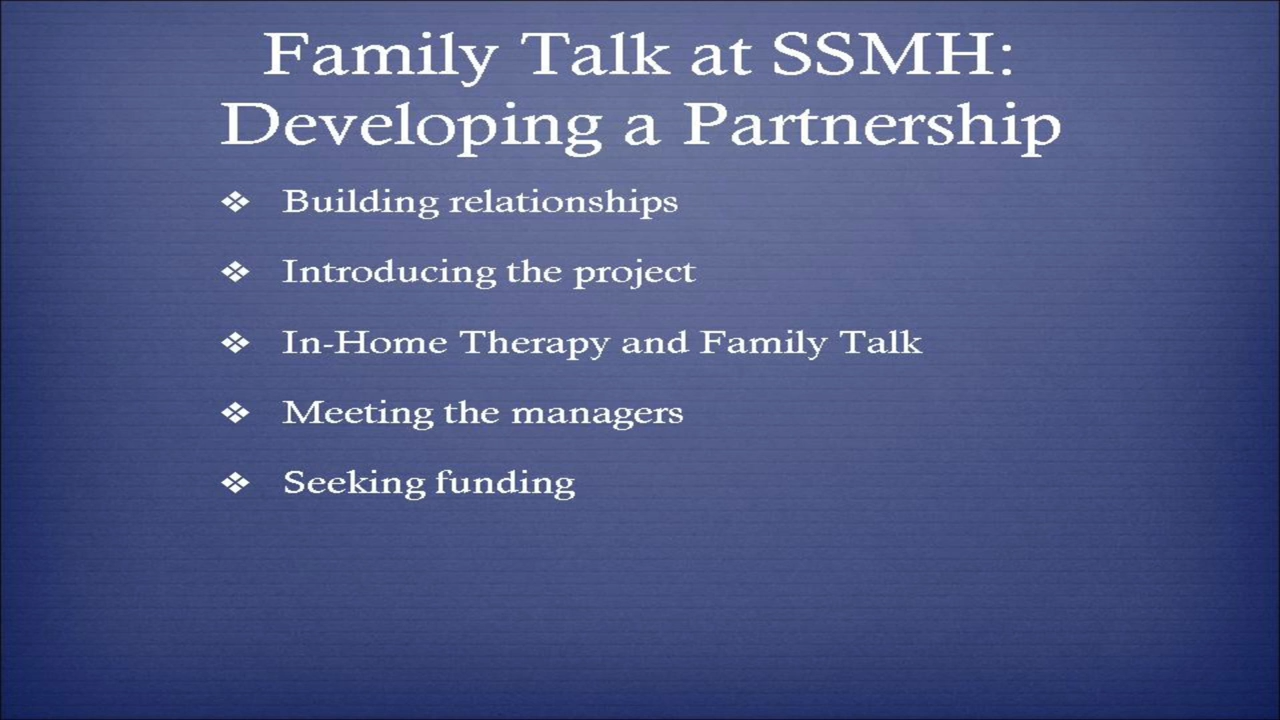 Family Talk at SSMH:
Developing a Partnership
❖ Building relationships
❖ Introducing the project
❖ In-Home Therapy and Family Talk
❖ Meeting the managers
❖ Seeking funding